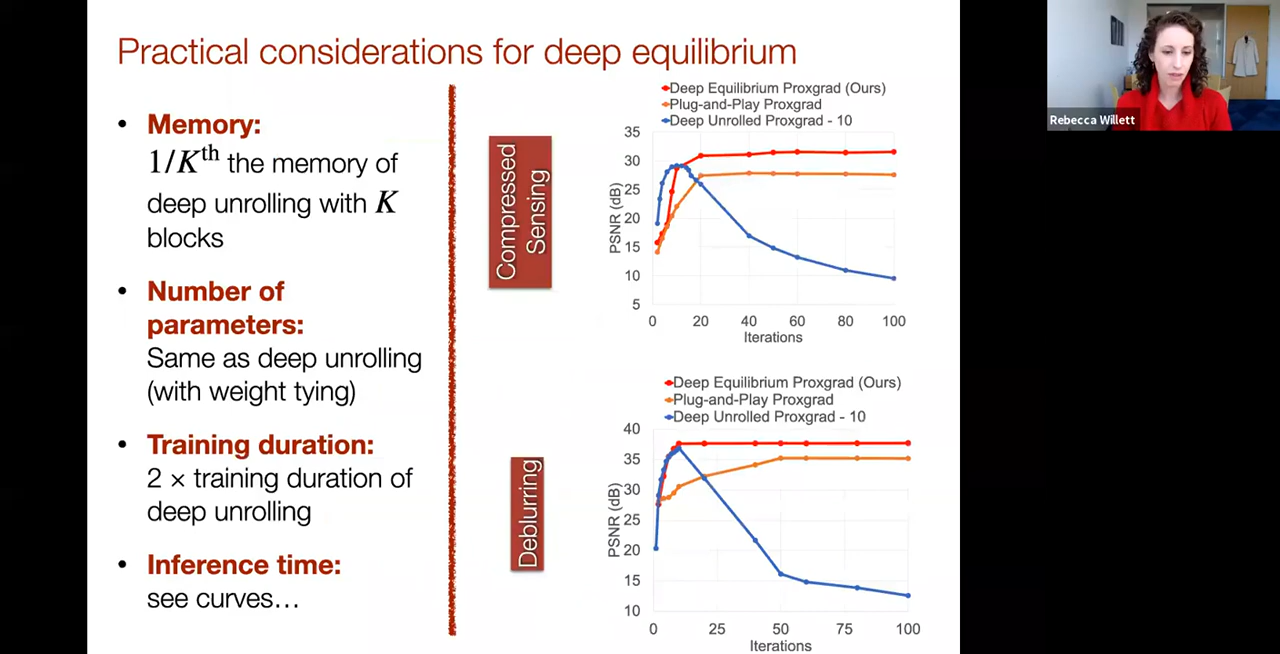 Practical considerations for deep equilibrium
• Memory:
1/Kᵗʰ the memory of
deep unrolling with K
blocks
• Number of
parameters:
Same as deep unrolling
(with weight tying)
• Training duration:
2 × training duration of
deep unrolling
• Inference time:
see curves…
Compressed
Sensing
Deep Equilibrium Proxgrad (Ours)
Plug-and-Play Proxgrad
Deep Unrolled Proxgrad - 10
PSNR (dB)
35
30
25
20
15
10
5
0 20 40 60 80 100
Iterations
Deblurring
Deep Equilibrium Proxgrad (Ours)
Plug-and-Play Proxgrad
Deep Unrolled Proxgrad - 10
PSNR (dB)
40
35
30
25
20
15
10
0 25 50 75 100
Iterations
Rebecca Willett